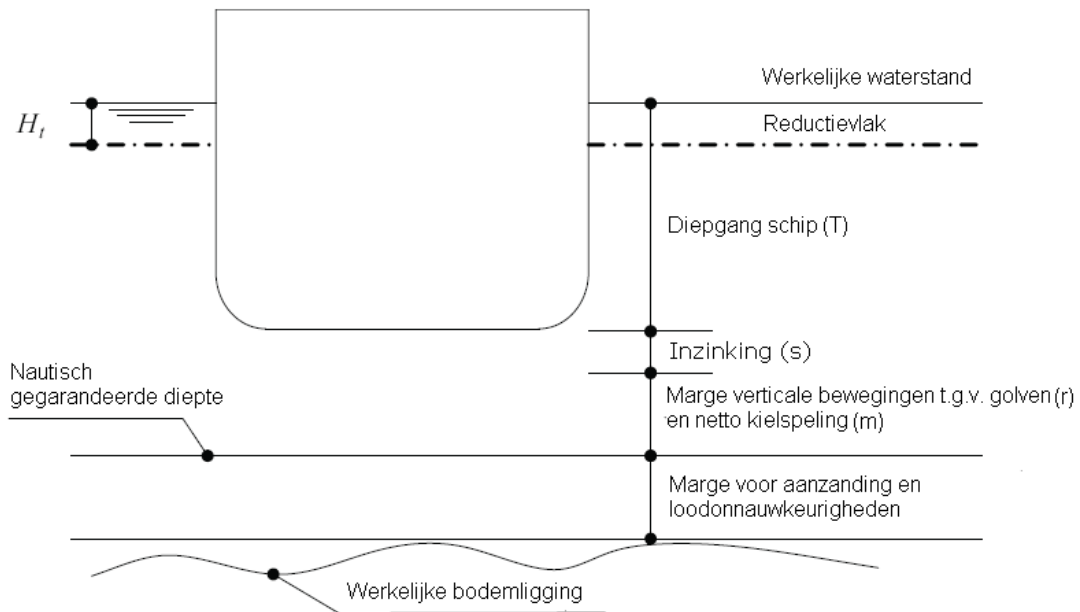 Werkelijke waterstand
H_t
Reductievlak
Diepgang schip (T)
Inzinking (s)
Nautisch
gegarandeerde diepte
Marge verticale bewegingen t.g.v. golven (r)
en netto kielspeling (m)
Marge voor aanzanding en
loodonnauwkeurigheden
Werkelijke bodemligging